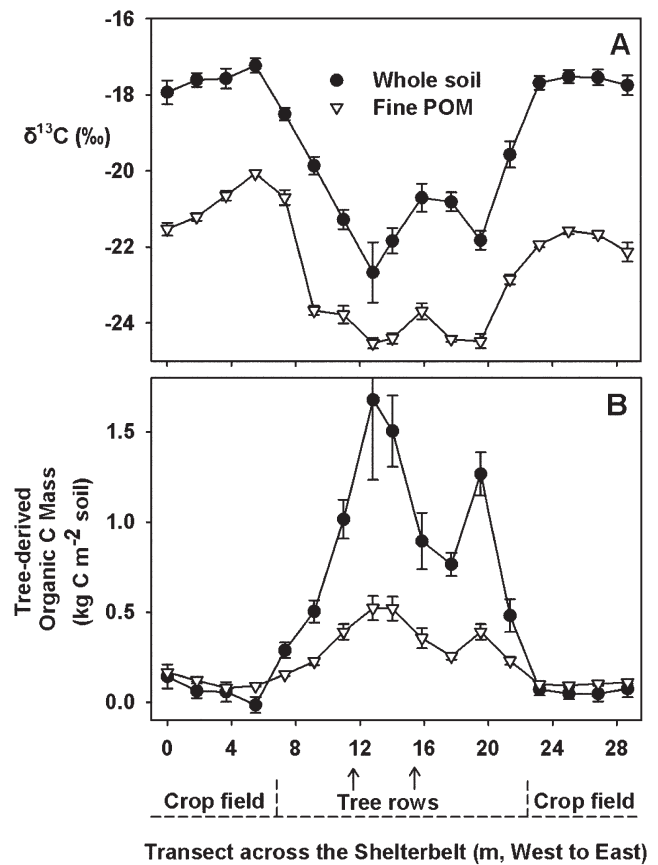 -16
A
Whole soil
Fine POM
-18
δ13C (‰)
-20
-22
-24
B
1.5
Tree-derived
Organic C Mass
(kg C m-2 soil)
1.0
0.5
0.0
0 4 8 12 16 20 24 28
Crop field Tree rows Crop field
Transect across the Shelterbelt (m, West to East)